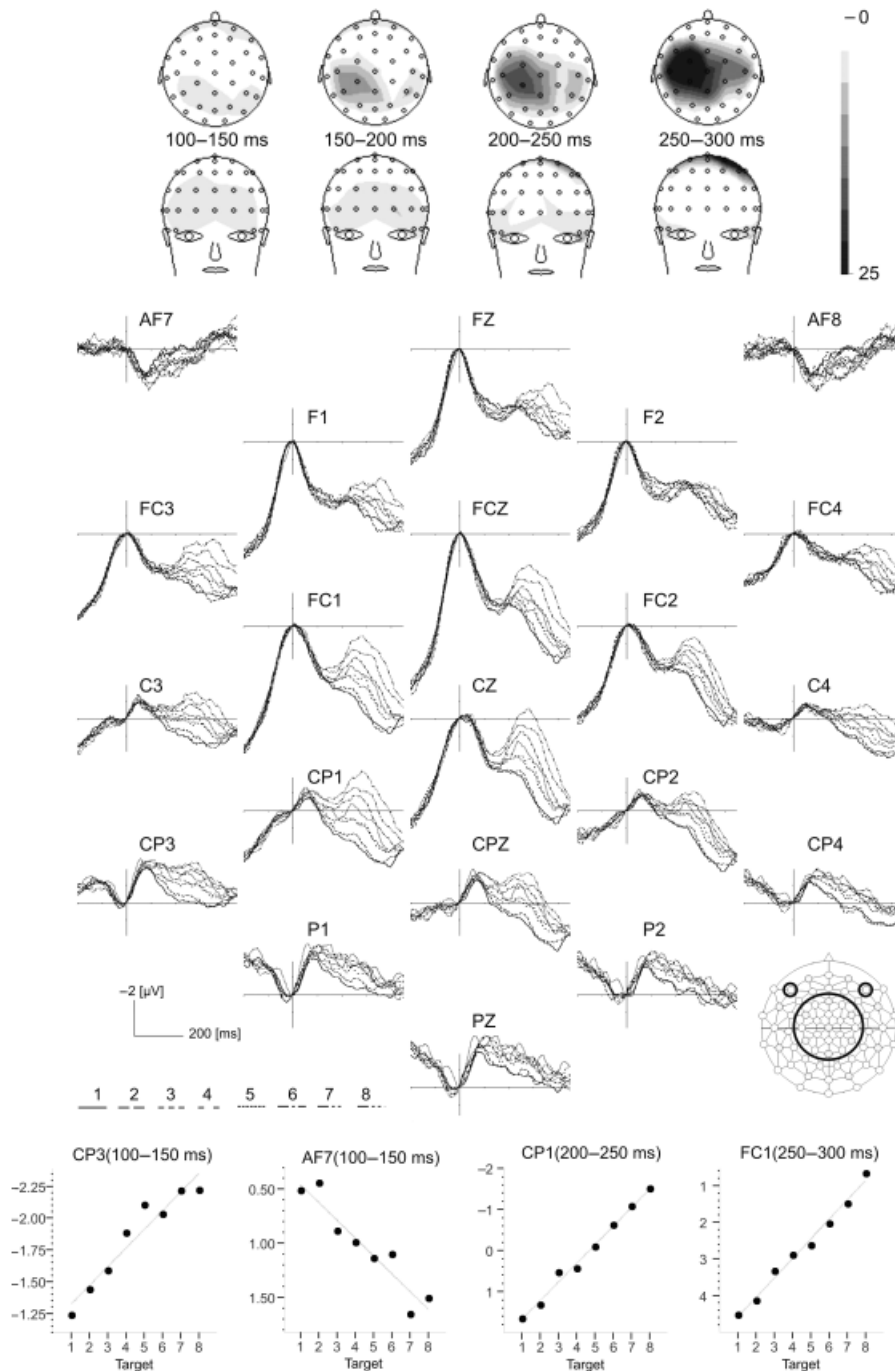 –0
100–150 ms 150–200 ms 200–250 ms 250–300 ms
25
AF7 FZ AF8
F1 F2
FC3 FCZ FC4
FC1 FC2
C3 CZ C4
CP1 CP2
CP3 CPZ CP4
P1 P2
–2 [µV]
200 [ms]
PZ
1 2 3 4 5 6 7 8
CP3(100–150 ms) AF7(100–150 ms) CP1(200–250 ms) FC1(250–300 ms)
–2.25 0.50 –2 1
–2.00 -1 2
–1.75 1.00 0 3
–1.50 1.50 1 4
–1.25
1 2 3 4 5 6 7 8 1 2 3 4 5 6 7 8 1 2 3 4 5 6 7 8 1 2 3 4 5 6 7 8
Target Target Target Target